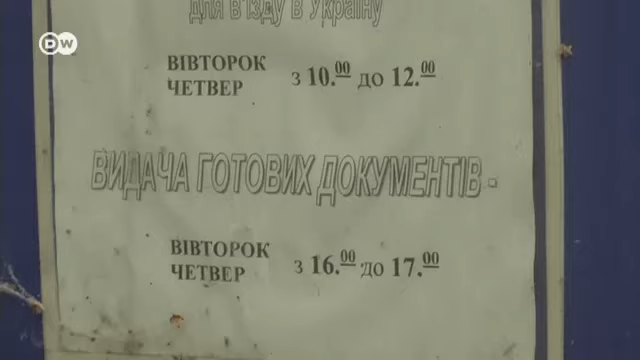 DW
для в'їзду в Україну
ВІВТОРОК
ЧЕТВЕР
з 10.00 до 12.00
ВИДАЧА ГОТОВИХ ДОКУМЕНТІВ -
ВІВТОРОК
ЧЕТВЕР
з 16.00 до 17.00